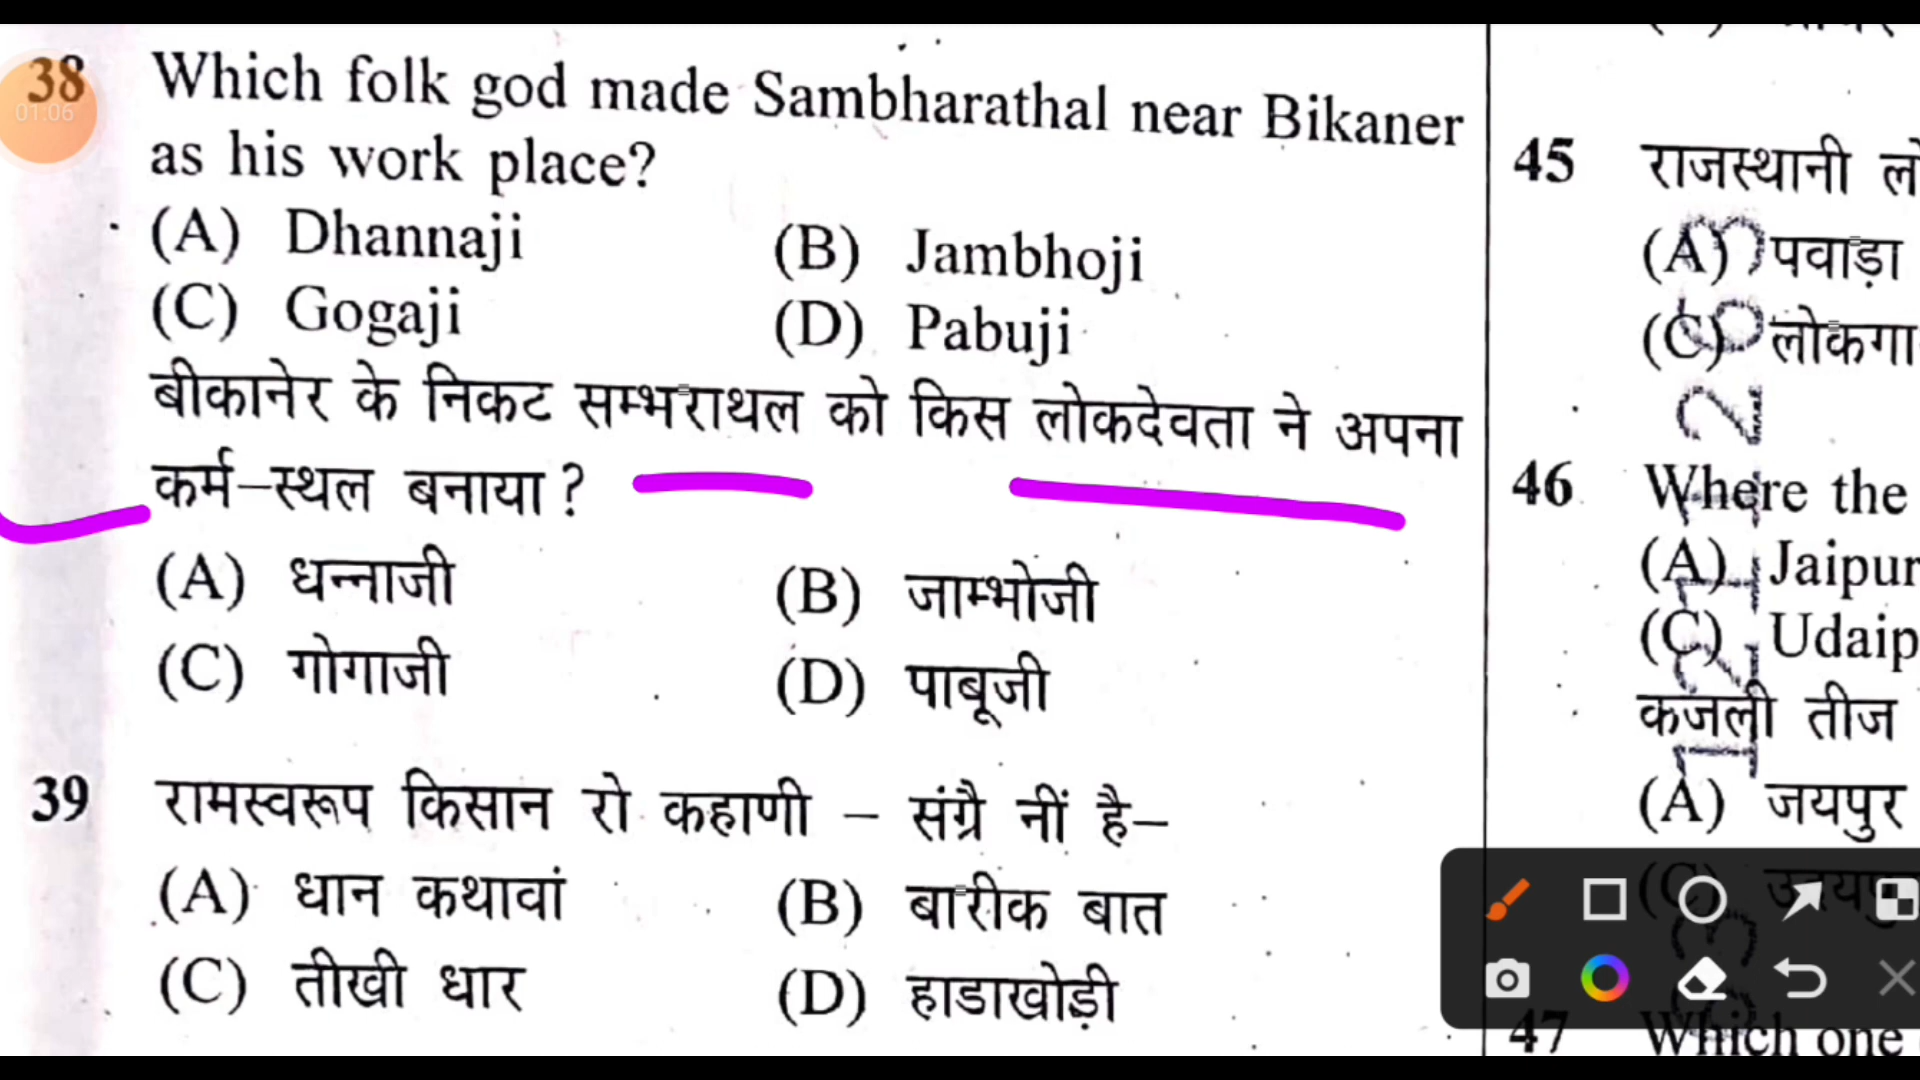 38 Which folk god made Sambharathal near Bikaner
as his work place?
(A) Dhannaji (B) Jambhoji
(C) Gogaji (D) Pabuji
बीकानेर के निकट सम्भराथल को किस लोकदेवता ने अपना
कर्म-स्थल बनाया?
(A) धन्नाजी (B) जाम्भोजी
(C) गोगाजी (D) पाबूजी
39 रामस्वरूप किसान रो कहाणी - संग्रै नीं है-
(A) धान कथावां (B) बारीक बात
(C) तीखी धार (D) हाडाखोड़ी
01:06
45 राजस्थानी
(A) पवाड़ा
(C)
46 Where the
(A) Jaipur
(C)
कजली तीज
(A) जयपुर
(C)
47 Which one